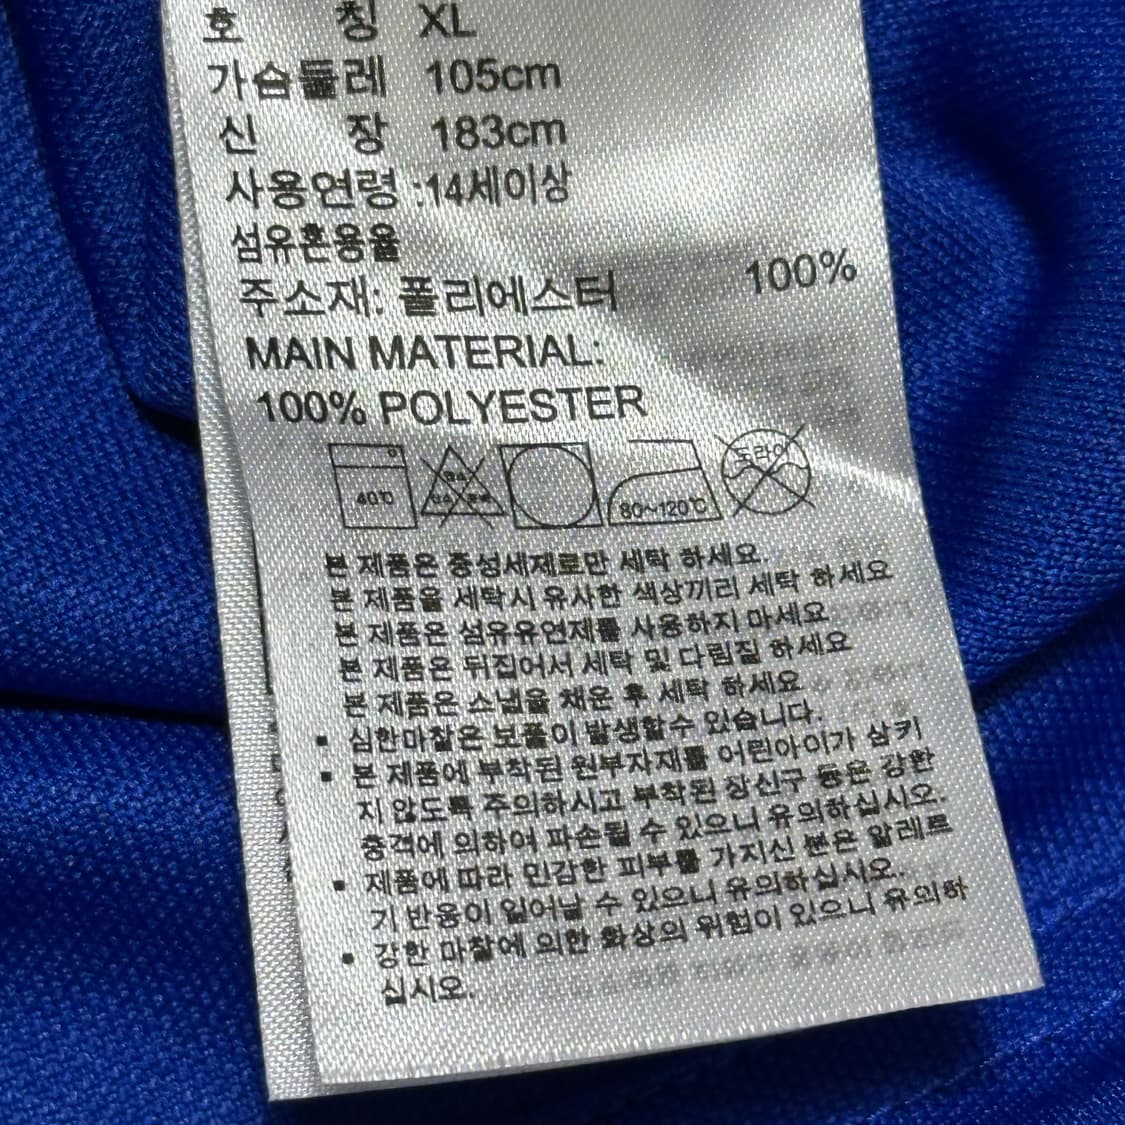 호 칭 XL
가슴둘레 105cm
신 장 183cm
사용연령 :14세이상
섬유혼용율
주소재: 폴리에스터 100%
MAIN MATERIAL:
100% POLYESTER
40℃ 80~120℃ 드라이
본 제품은 중성세제로만 세탁 하세요.
본 제품을 세탁시 유사한 색상끼리 세탁 하세요
본 제품은 섬유유연제를 사용하지 마세요
본 제품은 뒤집어서 세탁 및 다림질 하세요
본 제품은 스냅을 채운 후 세탁 하세요
▪ 심한마찰은 보풀이 발생할수 있습니다.
▪ 본 제품에 부착된 원부자재를 어린아이가 삼키
지 않도록 주의하시고 부착된 장신구 등은 강한
충격에 의하여 파손될 수 있으니 유의하십시오.
▪ 제품에 따라 민감한 피부를 가지신 분은 알레르
기 반응이 일어날 수 있으니 유의하십시오.
▪ 강한 마찰에 의한 화상의 위험이 있으니 유의하
십시오.